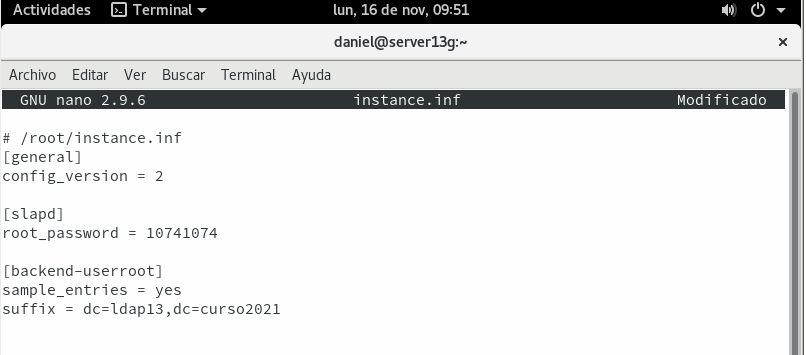 Actividades Terminal lun, 16 de nov, 09:51
daniel@server13g:~ ×
Archivo Editar Ver Buscar Terminal Ayuda
GNU nano 2.9.6 instance.inf Modificado
# /root/instance.inf
[general]
config_version = 2
[slapd]
root_password = 10741074
[backend-userroot]
sample_entries = yes
suffix = dc=ldap13,dc=curso2021